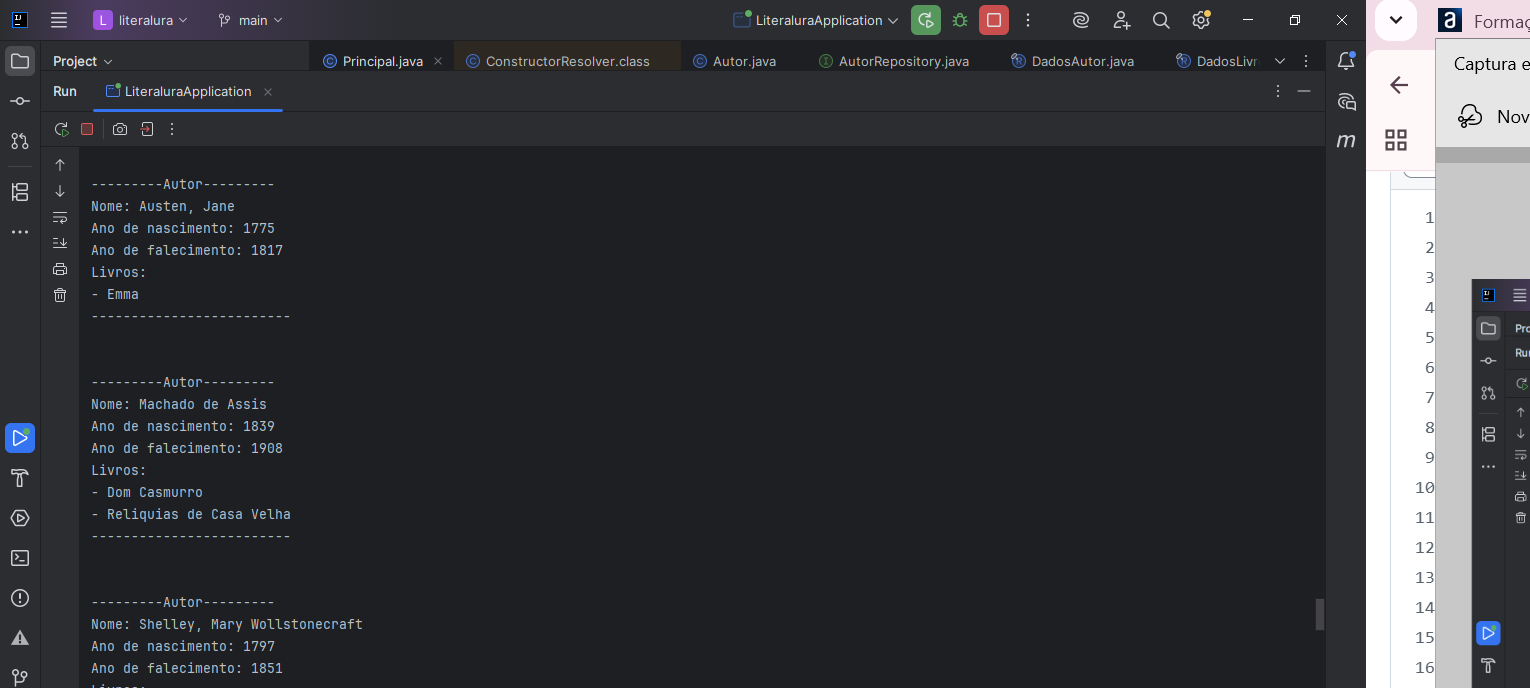 L literalura main LiteraluraApplication
Project Principal.java ConstructorResolver.class Autor.java AutorRepository.java DadosAutor.java DadosLivr
Run LiteraluraApplication
---------Autor---------
Nome: Austen, Jane
Ano de nascimento: 1775
Ano de falecimento: 1817
Livros:
- Emma
-------------------------
---------Autor---------
Nome: Machado de Assis
Ano de nascimento: 1839
Ano de falecimento: 1908
Livros:
- Dom Casmurro
- Reliquias de Casa Velha
-------------------------
---------Autor---------
Nome: Shelley, Mary Wollstonecraft
Ano de nascimento: 1797
Ano de falecimento: 1851
Livros:
m
a Formaç
Captura e
Nov
1
2
3
4
5
6
7
8
9
10
11
12
13
14
15
16
Pro
Run